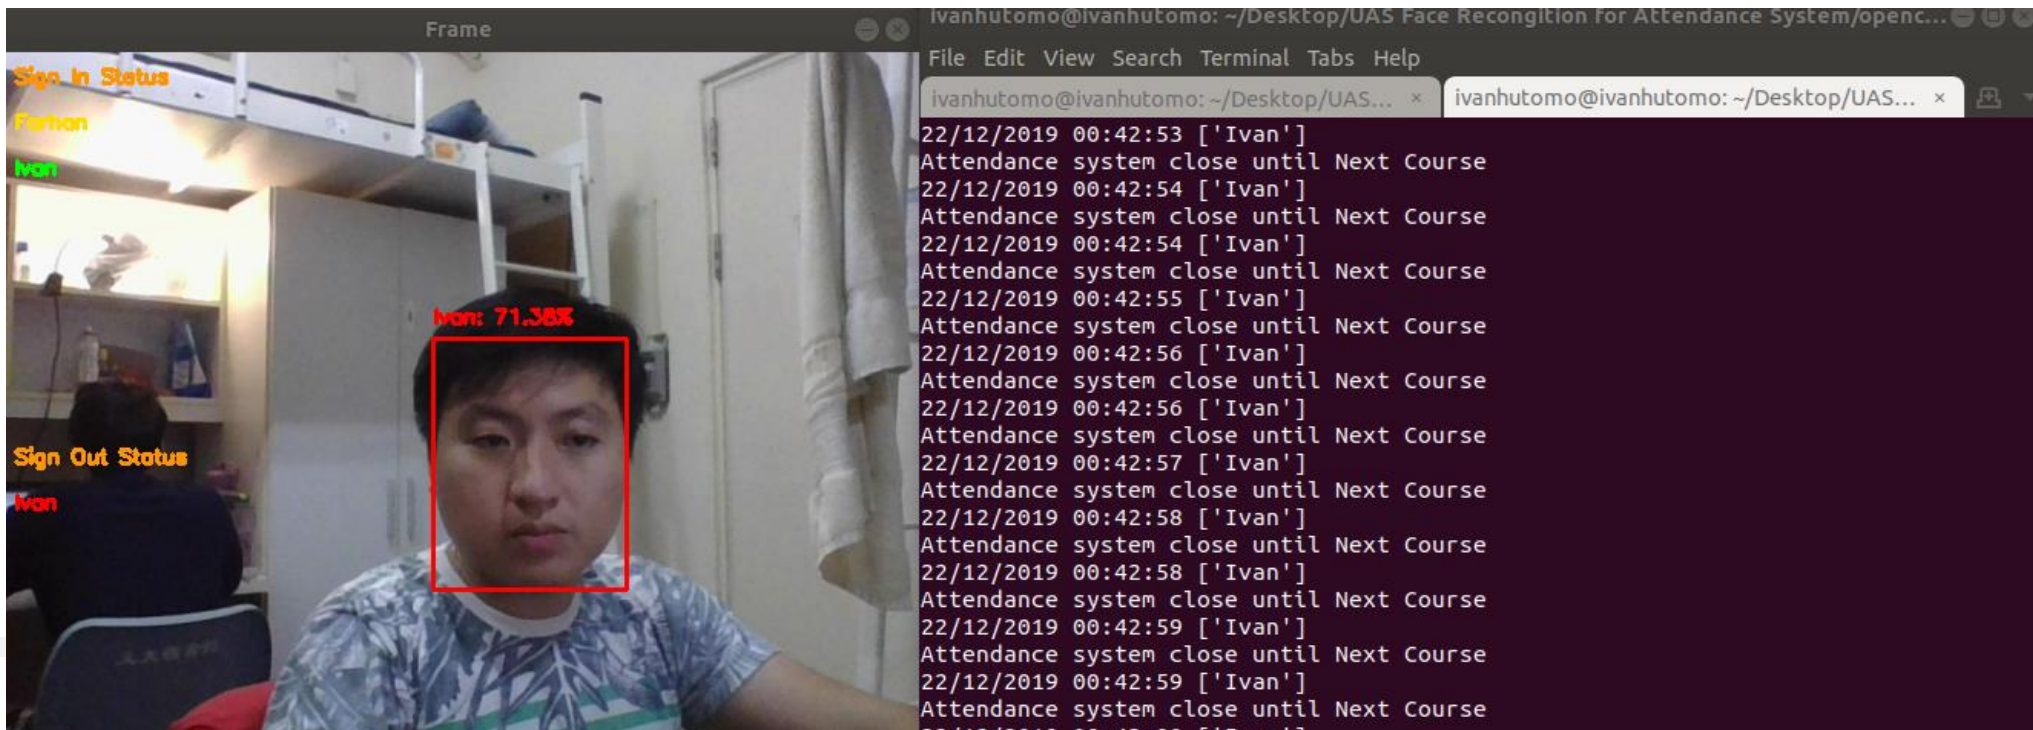 Frame
Sign In Status
Farhan
Ivan
Ivan: 71.38%
Sign Out Status
Ivan
ivanhutomo@ivanhutomo: ~/Desktop/UAS Face Recongition for Attendance System/openc...
File Edit View Search Terminal Tabs Help
ivanhutomo@ivanhutomo: ~/Desktop/UAS... × ivanhutomo@ivanhutomo: ~/Desktop/UAS... ×
22/12/2019 00:42:53 ['Ivan']
Attendance system close until Next Course
22/12/2019 00:42:54 ['Ivan']
Attendance system close until Next Course
22/12/2019 00:42:54 ['Ivan']
Attendance system close until Next Course
22/12/2019 00:42:55 ['Ivan']
Attendance system close until Next Course
22/12/2019 00:42:56 ['Ivan']
Attendance system close until Next Course
22/12/2019 00:42:56 ['Ivan']
Attendance system close until Next Course
22/12/2019 00:42:57 ['Ivan']
Attendance system close until Next Course
22/12/2019 00:42:58 ['Ivan']
Attendance system close until Next Course
22/12/2019 00:42:58 ['Ivan']
Attendance system close until Next Course
22/12/2019 00:42:59 ['Ivan']
Attendance system close until Next Course
22/12/2019 00:42:59 ['Ivan']
Attendance system close until Next Course